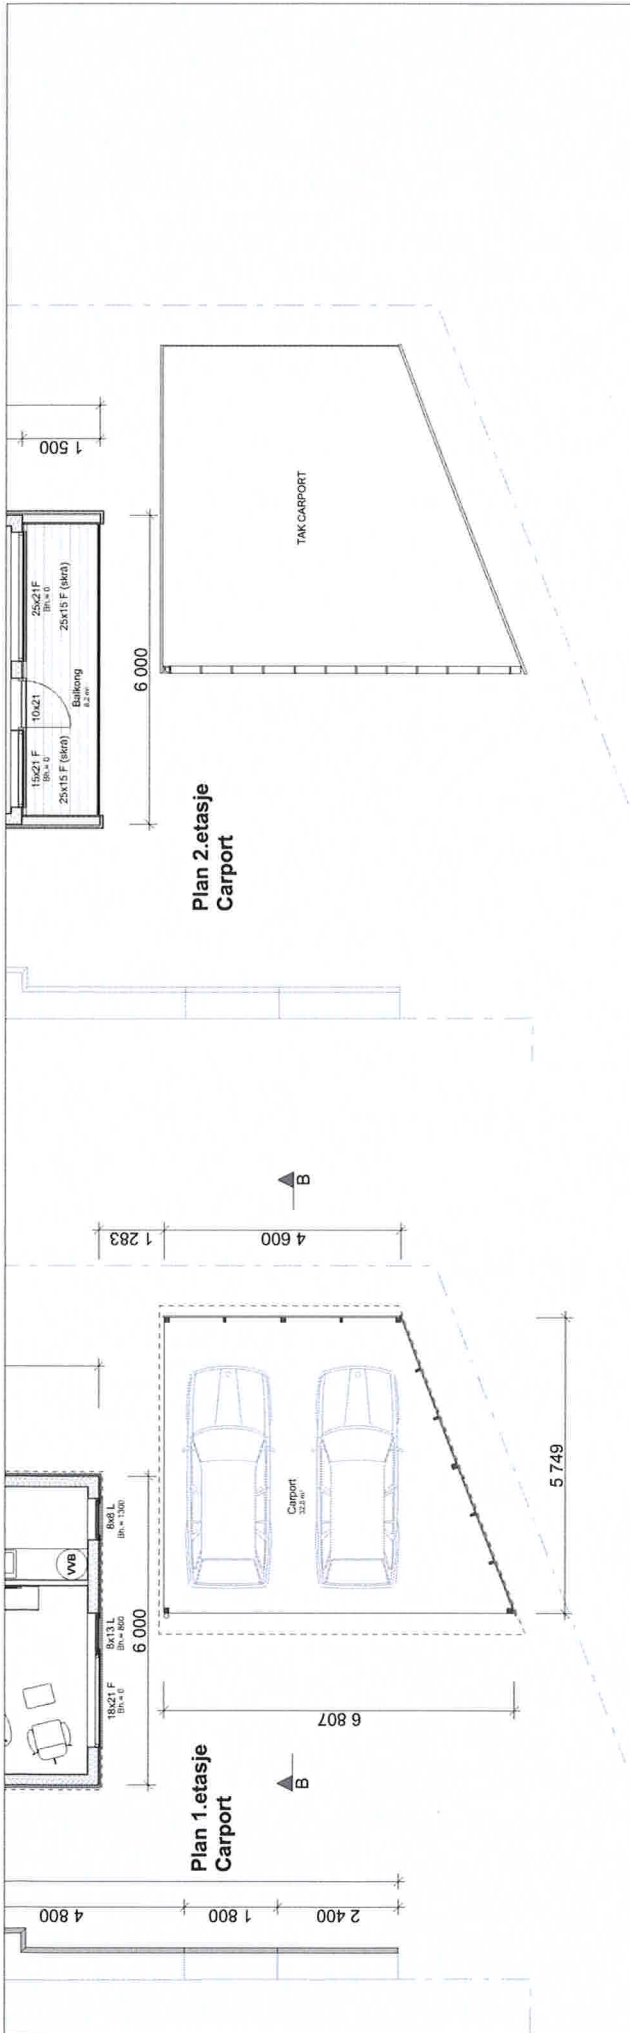 Plan 1.etasje
Carport
4 800
1 800
2 400
18x21 F
Bh.= 0
8x13 L
Bh.= 800
8x6 L
Bh.= 1300
VVB
6 000
1 283
4 600
6 807
5 749
Carport
B
B
Plan 2.etasje
Carport
15x21 F
Bh.= 0
10x21
25x21F
Bh.= 0
25x15 F (skrå)
25x15 F (skrå)
Balkong
1 500
6 000
TAK CARPORT